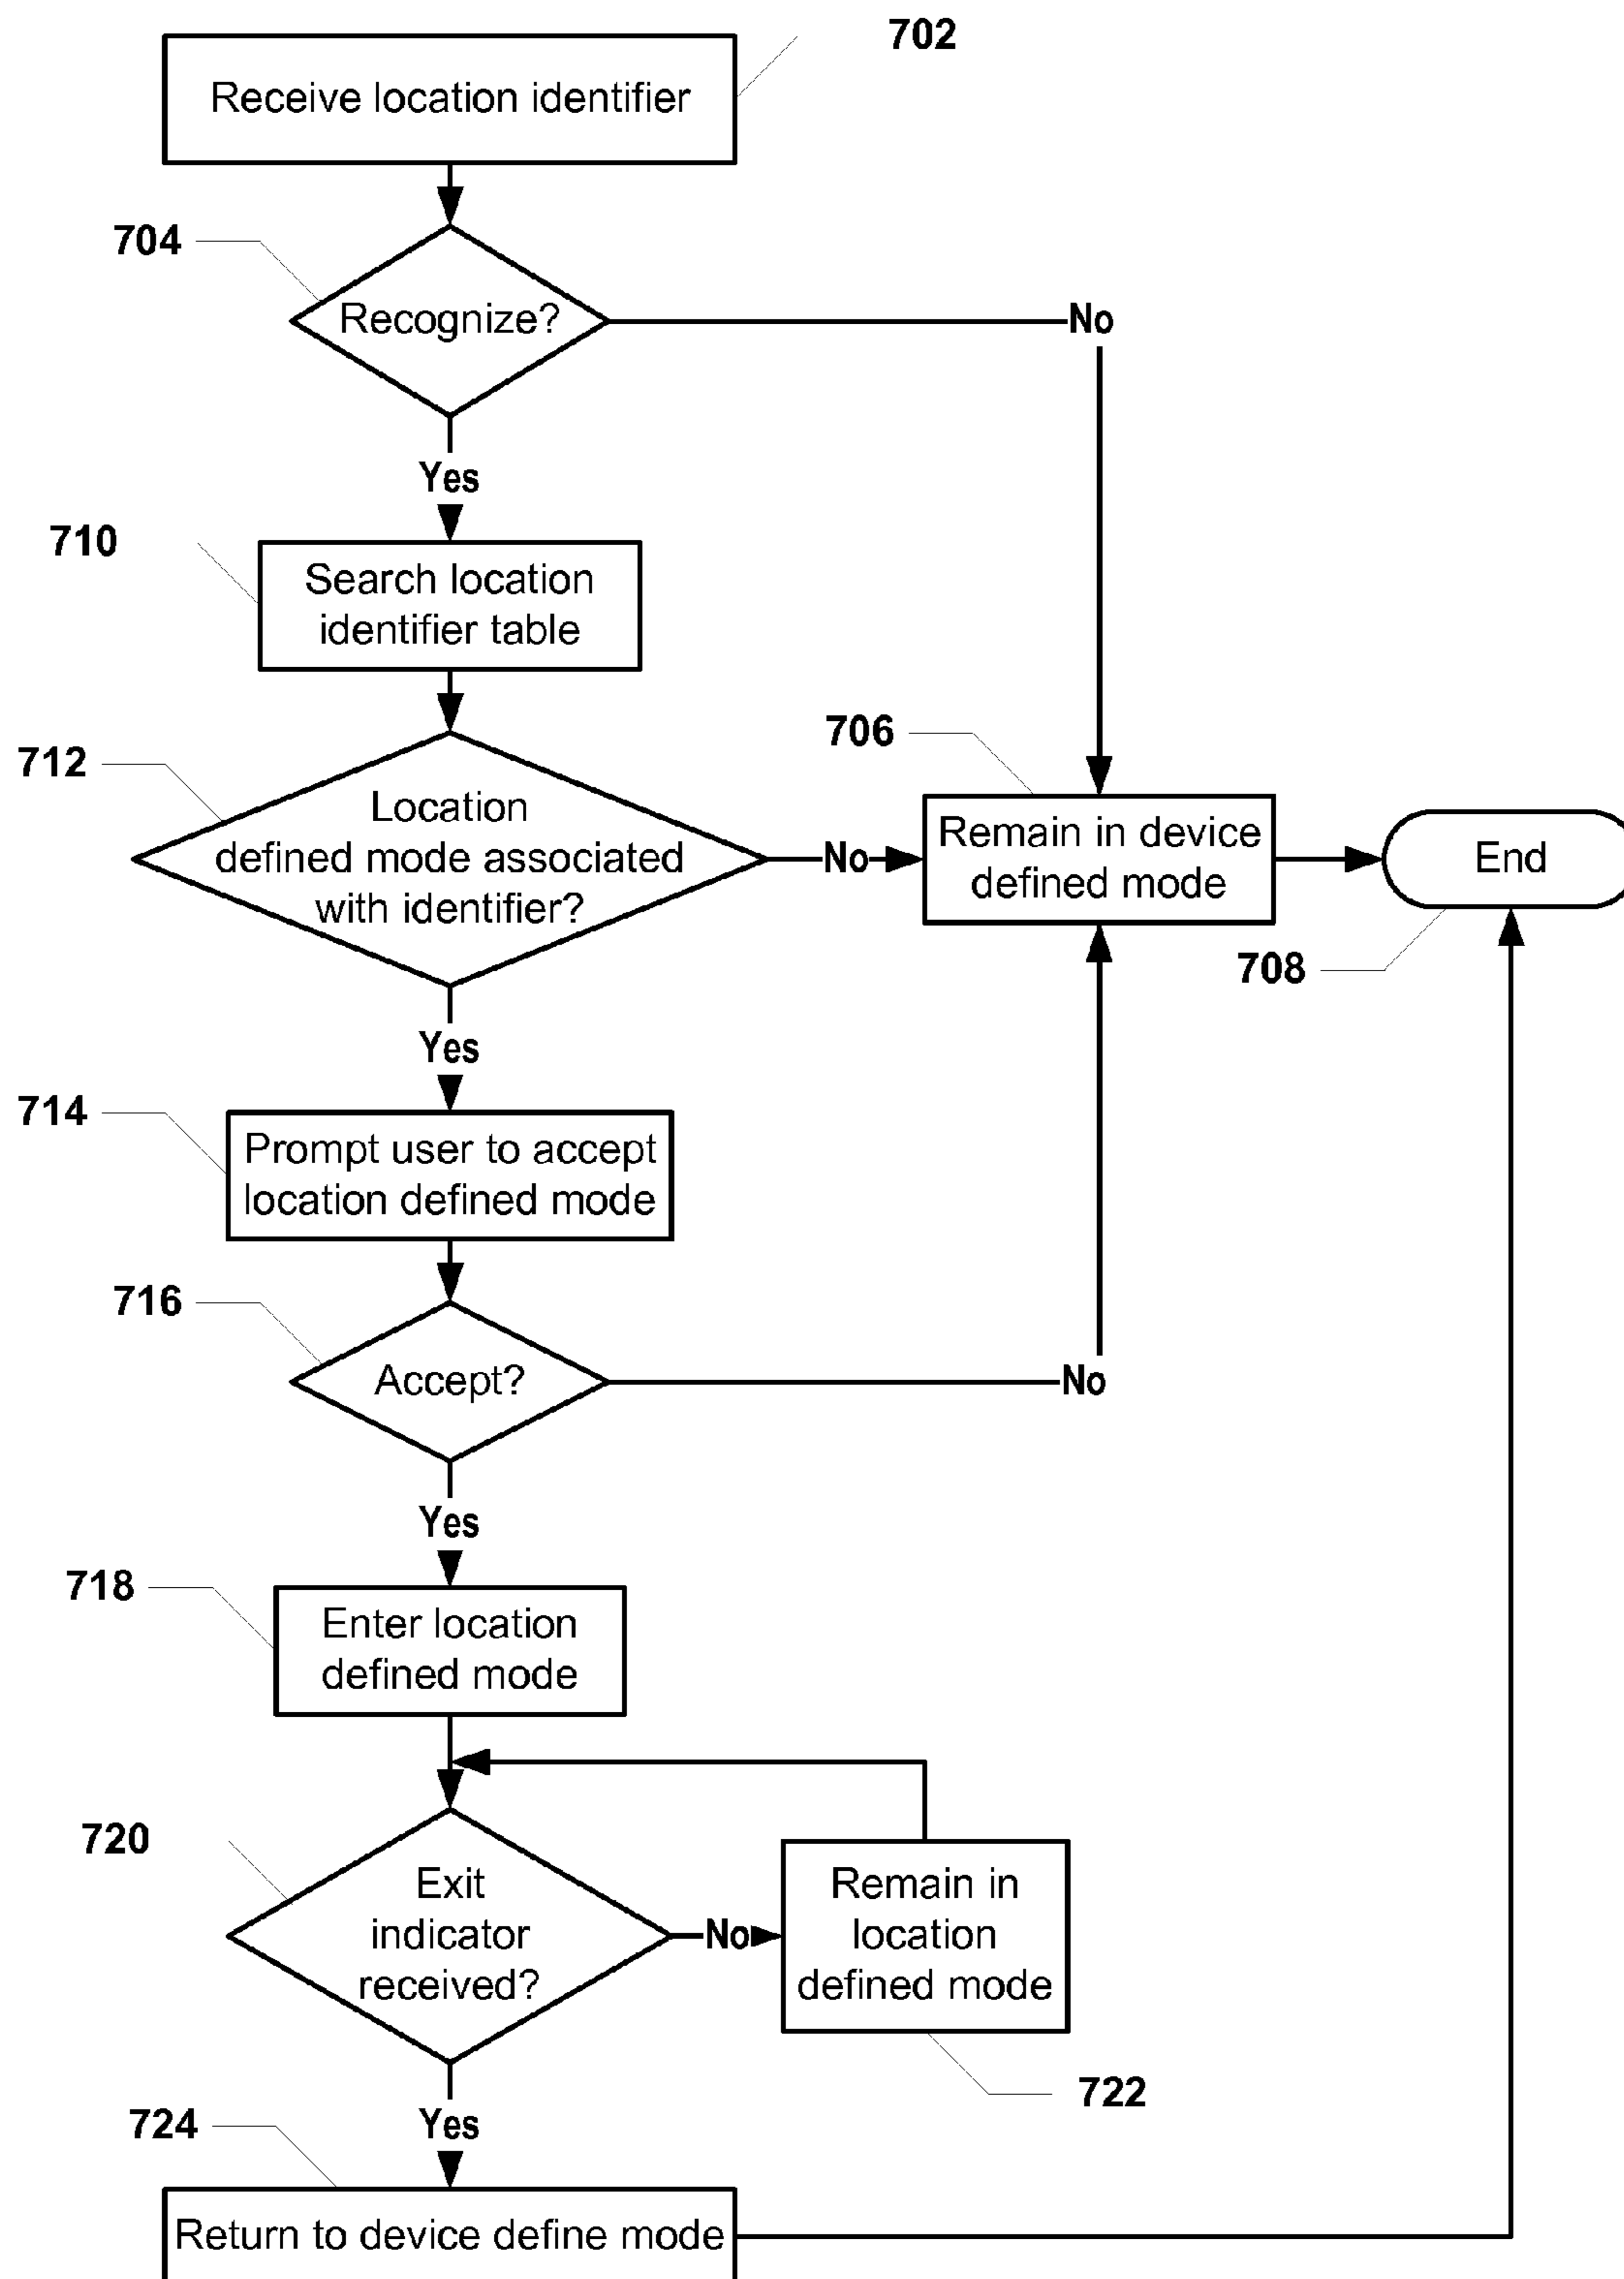 702
Receive location identifier
704
Recognize?
No
Yes
710
Search location
identifier table
712
Location
defined mode associated
with identifier?
No
706
Remain in device
defined mode
End
708
Yes
714
Prompt user to accept
location defined mode
716
Accept?
No
Yes
718
Enter location
defined mode
720
Exit
indicator
received?
No
Remain in
location
defined mode
722
Yes
724
Return to device define mode